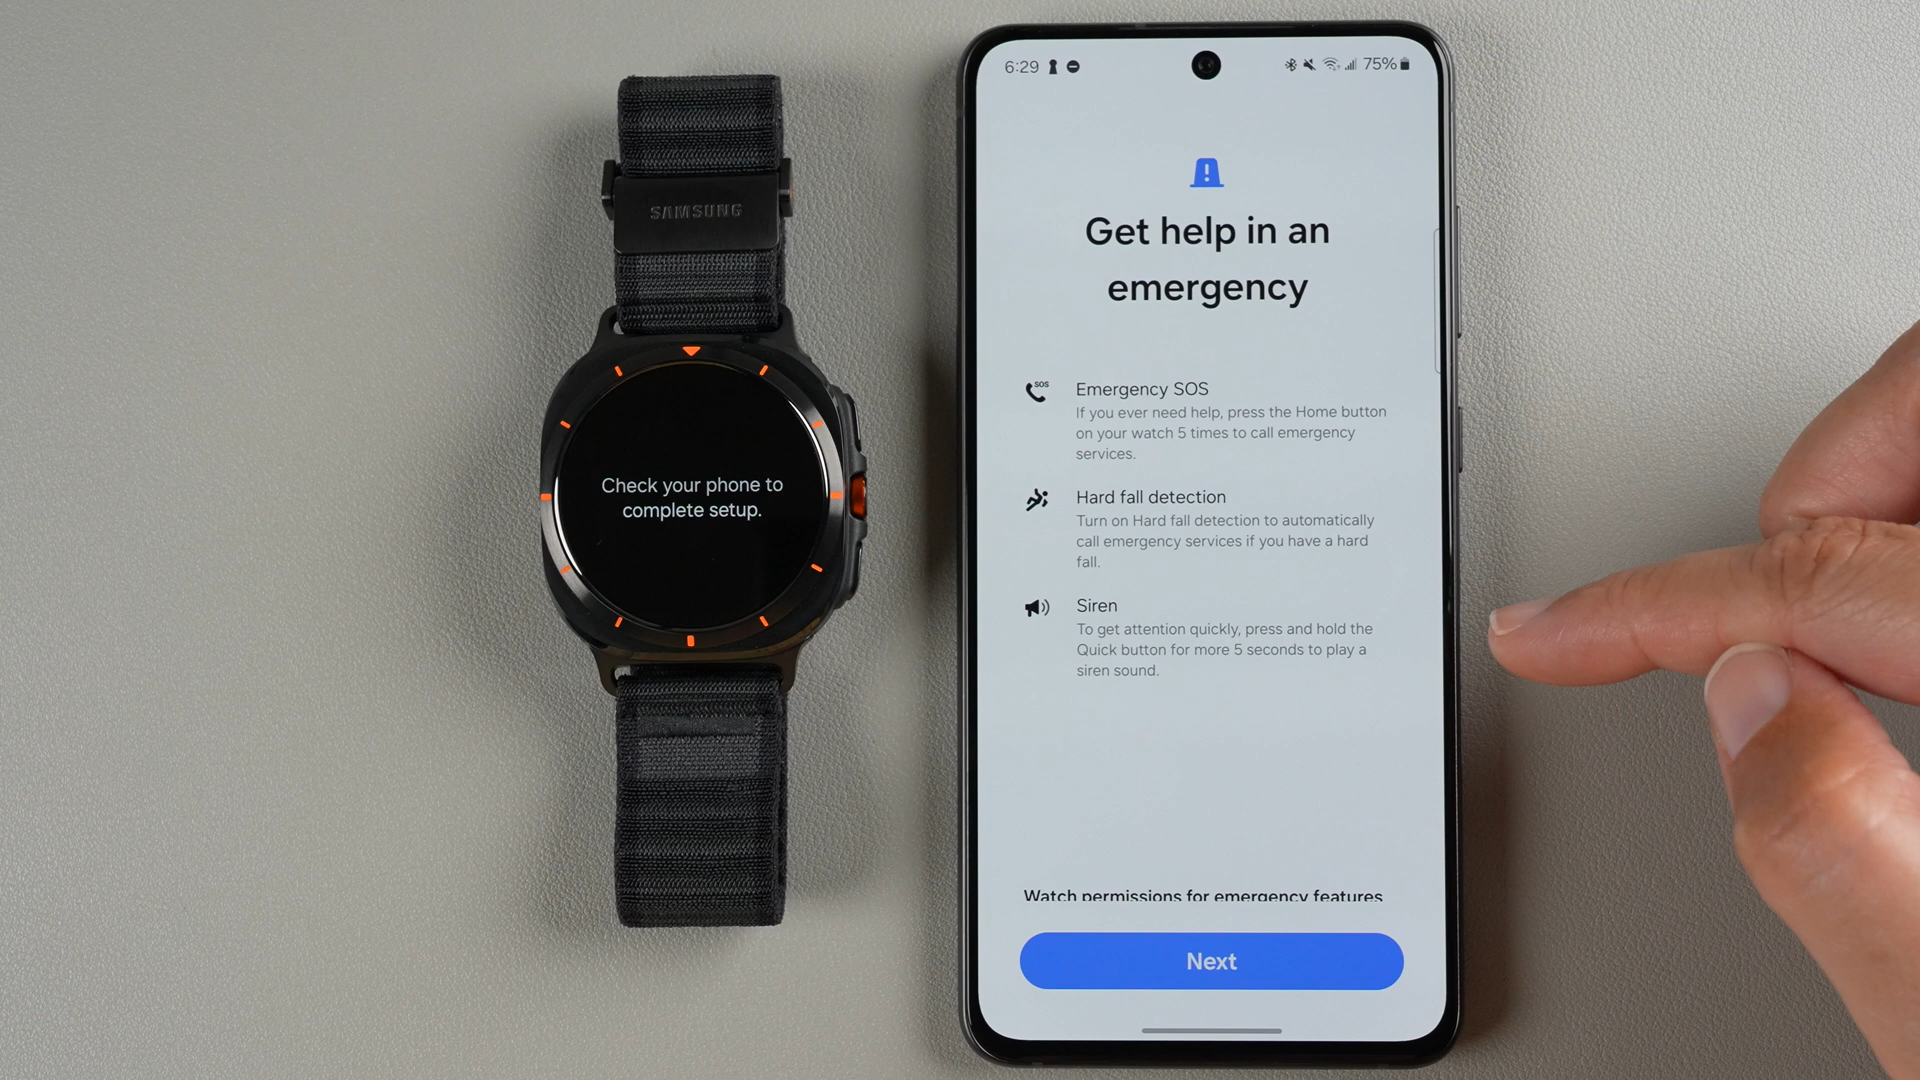 SAMSUNG
Check your phone to
complete setup.
6:29
75%
Get help in an
emergency
SOS
Emergency SOS
If you ever need help, press the Home button
on your watch 5 times to call emergency
services.
Hard fall detection
Turn on Hard fall detection to automatically
call emergency services if you have a hard
fall.
Siren
To get attention quickly, press and hold the
Quick button for more 5 seconds to play a
siren sound.
Watch permissions for emergency features
Next